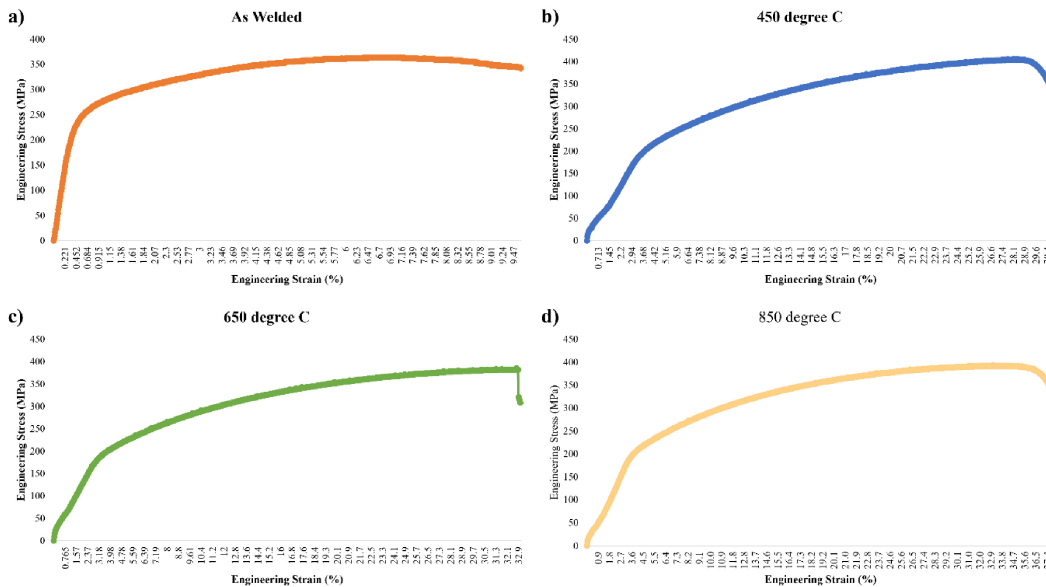 a)
As Welded
Engineering Stress (MPa)
400
350
300
250
200
150
100
50
0
0.221 0.452 0.684 0.915 1.15 1.38 1.61 1.84 2.07 2.3 2.53 2.77 3 3.23 3.46 3.69 3.92 4.15 4.38 4.62 4.85 5.08 5.31 5.54 5.77 6 6.23 6.47 6.7 6.93 7.16 7.39 7.62 7.85 8.08 8.32 8.55 8.78 9.01 9.24 9.47
Engineering Strain (%)
b)
450 degree C
Engineering Stress (MPa)
450
400
350
300
250
200
150
100
50
0
0.713 1.45 2.2 2.94 3.68 4.42 5.16 5.9 6.64 7.38 8.12 8.87 9.6 10.3 11.1 11.8 12.6 13.3 14.1 14.8 15.5 16.3 17 17.8 18.5 19.2 20 20.7 21.5 22.2 22.9 23.7 24.4 25.2 25.9 26.6 27.4 28.1 28.9 29.6
Engineering Strain (%)
c)
650 degree C
Engineering Stress (MPa)
450
400
350
300
250
200
150
100
50
0
0.765 1.57 2.37 3.18 3.98 4.78 5.59 6.39 7.19 8 8.8 9.61 10.4 11.2 12 12.8 13.6 14.4 15.2 16 16.8 17.6 18.4 19.3 20.1 20.9 21.7 22.5 23.3 24.1 24.9 25.7 26.5 27.3 28.1 28.9 29.7 30.5 31.3 32.1 32.9
Engineering Strain (%)
d)
850 degree C
Engineering Stress (MPa)
450
400
350
300
250
200
150
100
50
0
0.9 1.8 2.7 3.6 4.5 5.5 6.4 7.3 8.2 9.1 10.0 10.9 11.8 12.8 13.7 14.6 15.5 16.4 17.3 18.2 19.2 20.1 21.0 21.9 22.8 23.7 24.6 25.6 26.5 27.4 28.3 29.2 30.1 31.0 32.0 32.9 33.8 34.7 35.6 36.5
Engineering Strain (%)